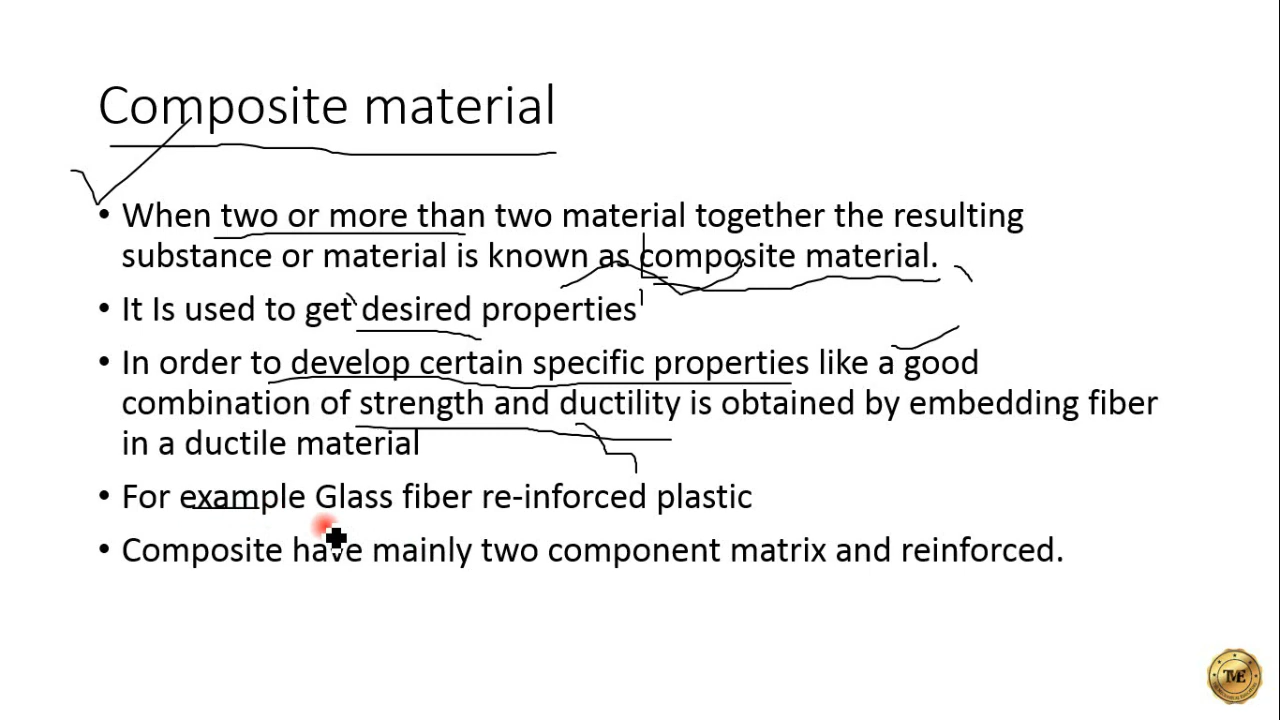 Composite material
• When two or more than two material together the resulting
substance or material is known as composite material.
• It Is used to get desired properties
• In order to develop certain specific properties like a good
combination of strength and ductility is obtained by embedding fiber
in a ductile material
• For example Glass fiber re-inforced plastic
• Composite have mainly two component matrix and reinforced.
TME